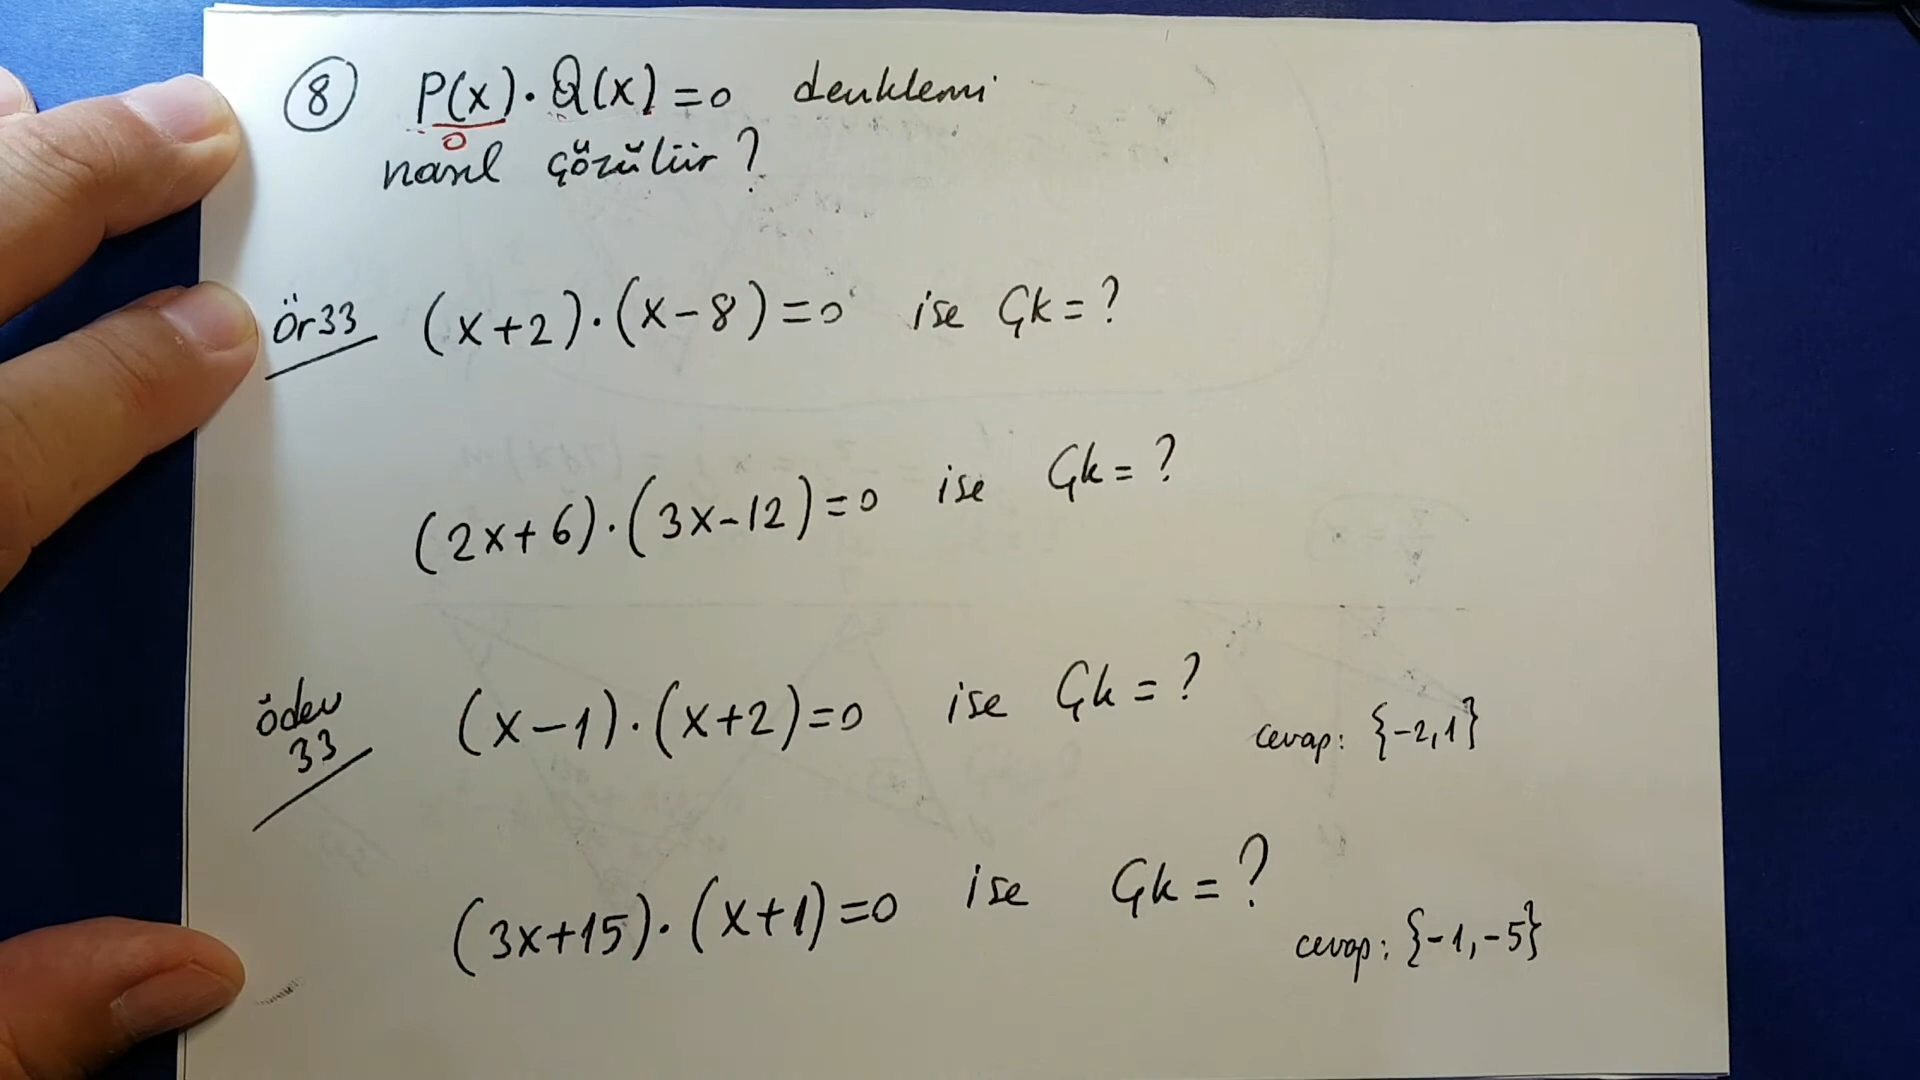 8 P(x) . Q(x) = 0 denklemi
0
nasıl çözülür ?
Ör33 (x+2).(x-8)=0 ise Çk=?
(2x+6).(3x-12)=0 ise Çk=?
ödev 33 (x-1).(x+2)=0 ise Çk=? cevap: {-2,1}
(3x+15).(x+1)=0 ise Çk=? cevap: {-1,-5}